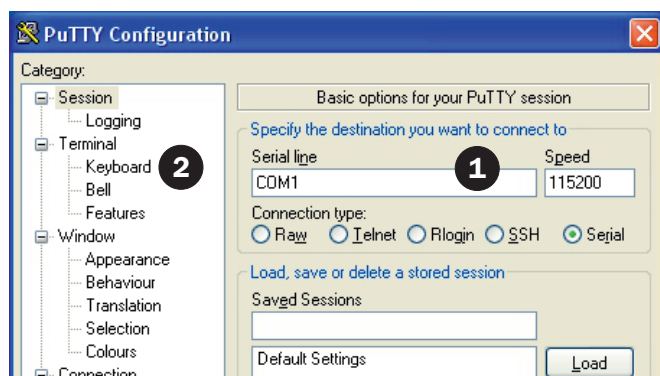 PuTTY Configuration
Category:
Session
Logging
Terminal
Keyboard
Bell
Features
Window
Appearance
Behaviour
Translation
Selection
Colours
Connection
2
Basic options for your PuTTY session
Specify the destination you want to connect to
Serial line
Speed
1
COM1
115200
Connection type:
Raw Telnet Rlogin SSH Serial
Load, save or delete a stored session
Saved Sessions
Default Settings
Load